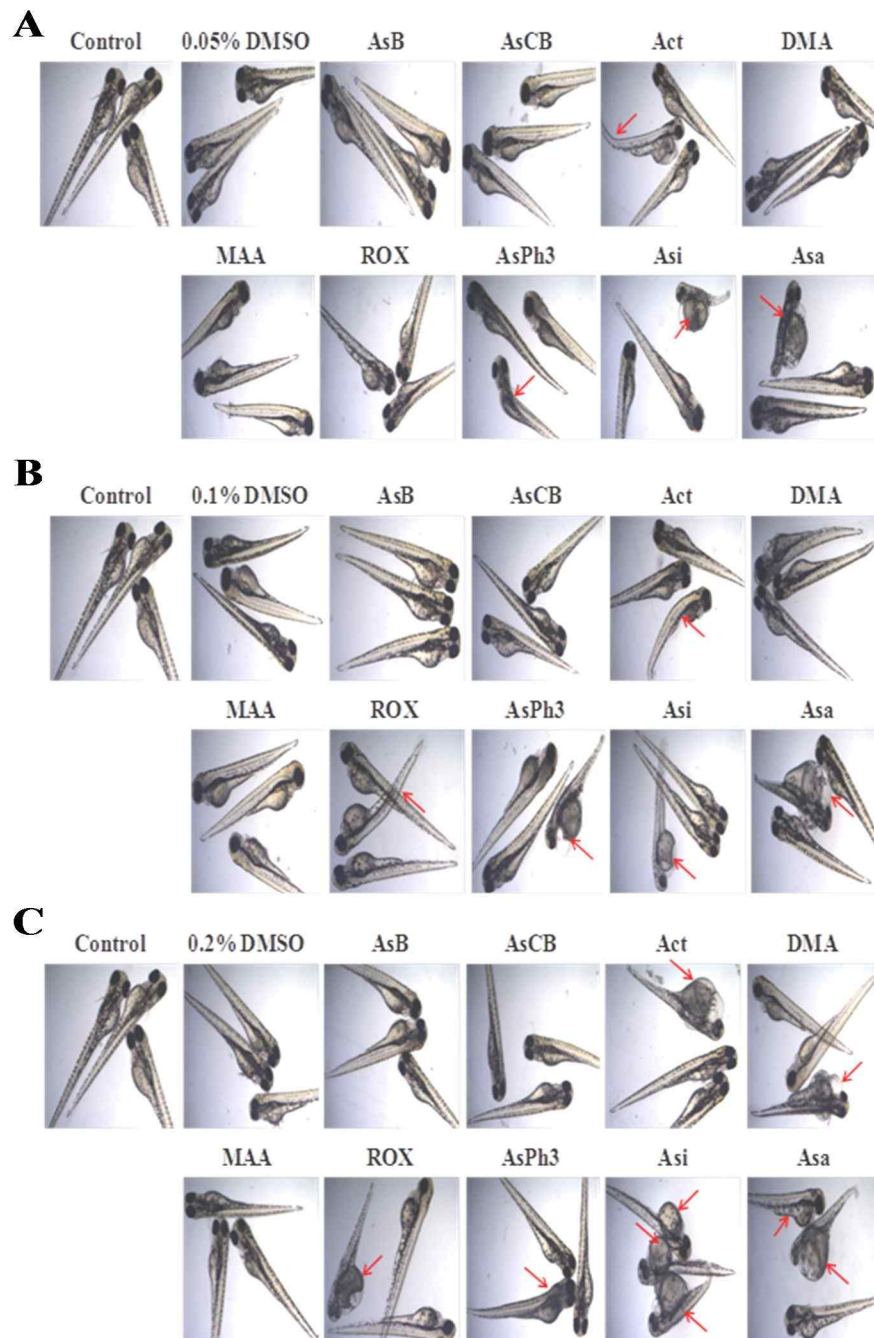 A
Control 0.05% DMSO AsB AsCB Act DMA
MAA ROX AsPh3 Asi Asa
B
Control 0.1% DMSO AsB AsCB Act DMA
MAA ROX AsPh3 Asi Asa
C
Control 0.2% DMSO AsB AsCB Act DMA
MAA ROX AsPh3 Asi Asa